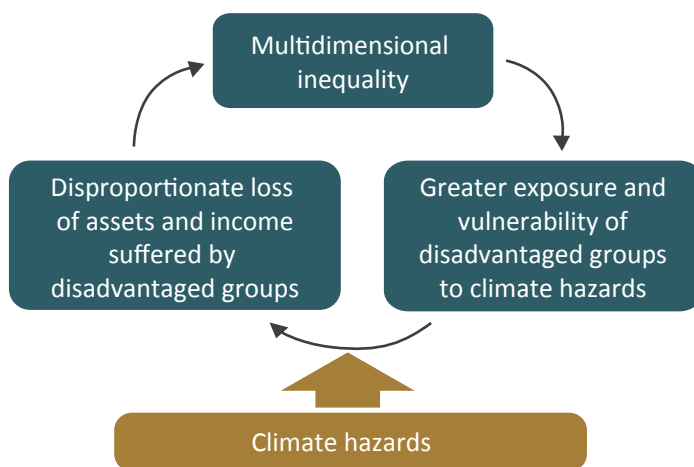 Multidimensional
inequality
Disproportionate loss
of assets and income
suffered by
disadvantaged groups
Greater exposure and
vulnerability of
disadvantaged groups
to climate hazards
Climate hazards